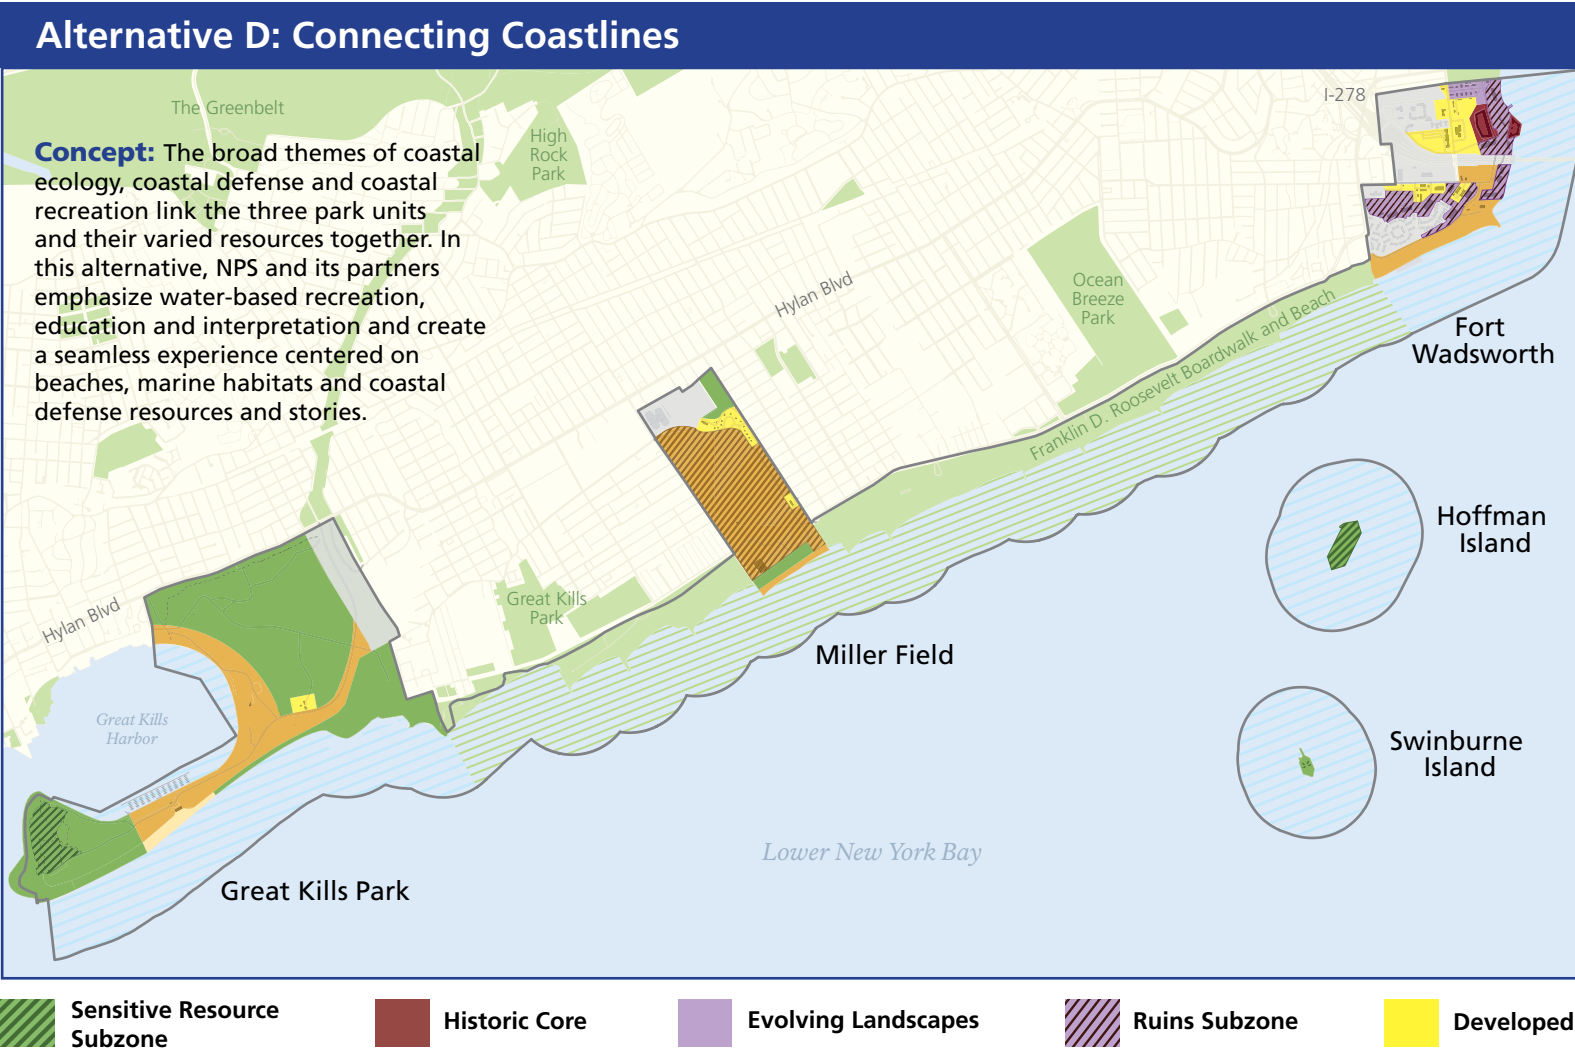 Alternative D: Connecting Coastlines
The Greenbelt
I-278
High
Rock
Park
Concept: The broad themes of coastal
ecology, coastal defense and coastal
recreation link the three park units
and their varied resources together. In
this alternative, NPS and its partners
emphasize water-based recreation,
education and interpretation and create
a seamless experience centered on
beaches, marine habitats and coastal
defense resources and stories.
Hylan Blvd
Ocean
Breeze
Park
Franklin D. Roosevelt Boardwalk and Beach
Fort
Wadsworth
Hoffman
Island
Great Kills
Park
Hylan Blvd
Miller Field
Great Kills
Harbor
Swinburne
Island
Lower New York Bay
Great Kills Park
Sensitive Resource
Subzone
Historic Core
Evolving Landscapes
Ruins Subzone
Developed